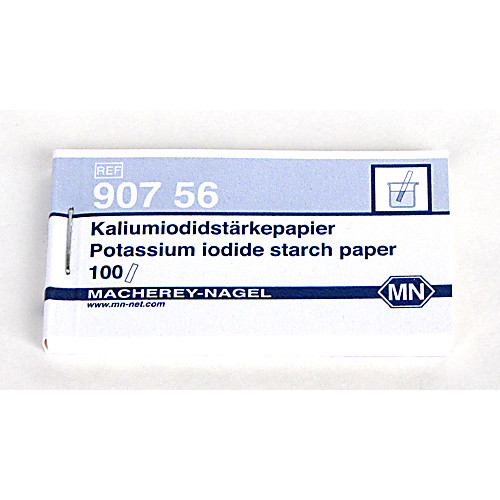 REF
907 56
Kaliumiodidstärkepapier
Potassium iodide starch paper
100
MACHEREY-NAGEL
www.mn-net.com
MN